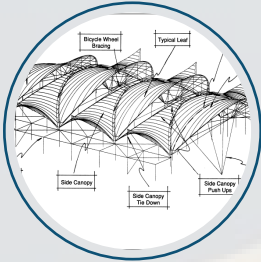 Bicycle Wheel
Bracing
Typical Leaf
Side Canopy
Side Canopy
Tie Down
Side Canopy
Push Ups